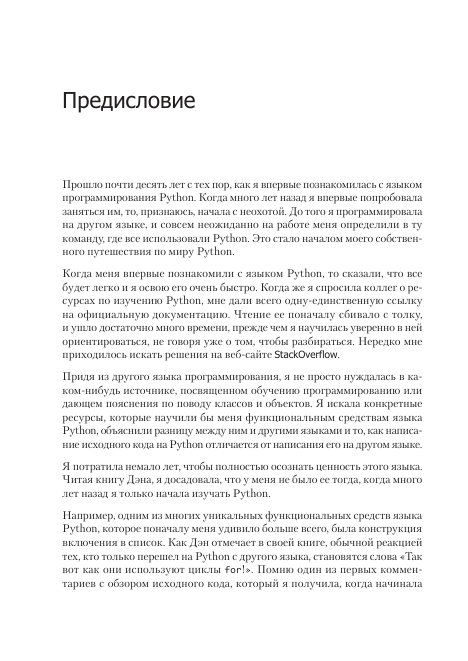 Предисловие
Прошло почти десять лет с тех пор, как я впервые познакомилась с языком
программирования Python. Когда много лет назад я впервые попробовала
заняться им, то, признаюсь, начала с неохотой. До того я программировала
на другом языке, и совсем неожиданно на работе меня определили в ту
команду, где все использовали Python. Это стало началом моего собствен-
ного путешествия по миру Python.
Когда меня впервые познакомили с языком Python, то сказали, что все
будет легко и я освою его очень быстро. Когда же я спросила коллег о ре-
сурсах по изучению Python, мне дали всего одну-единственную ссылку
на официальную документацию. Чтение ее поначалу сбивало с толку,
и ушло достаточно много времени, прежде чем я научилась уверенно в ней
ориентироваться, не говоря уже о том, чтобы разбираться. Нередко мне
приходилось искать решения на веб-сайте StackOverflow.
Придя из другого языка программирования, я не просто нуждалась в ка-
ком-нибудь источнике, посвященном обучению программированию или
дающем пояснения по поводу классов и объектов. Я искала конкретные
ресурсы, которые научили бы меня функциональным средствам языка
Python, объяснили разницу между ним и другими языками и то, как написа-
ние исходного кода на Python отличается от написания его на другом языке.
Я потратила немало лет, чтобы полностью осознать ценность этого языка.
Читая книгу Дэна, я досадовала, что у меня не было ее тогда, когда много
лет назад я только начала изучать Python.
Например, одним из многих уникальных функциональных средств языка
Python, которое поначалу меня удивило больше всего, была конструкция
включения в список. Как Дэн отмечает в своей книге, обычной реакцией
тех, кто только перешел на Python с другого языка, становятся слова «Так
вот как они используют циклы for!». Помню один из первых коммен-
тариев с обзором исходного кода, который я получила, когда начинала